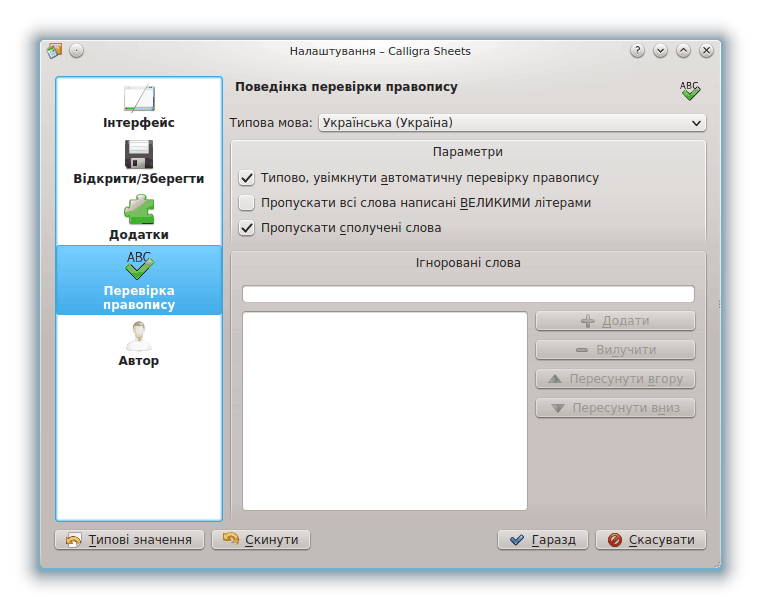 Налаштування – Calligra Sheets
Інтерфейс
Відкрити/Зберегти
Додатки
ABC
Перевірка
правопису
Автор
Поведінка перевірки правопису
ABC
Типова мова: Українська (Україна)
Параметри
Типово, увімкнути автоматичну перевірку правопису
Пропускати всі слова написані ВЕЛИКИМИ літерами
Пропускати сполучені слова
Ігноровані слова
Додати
Вилучити
Пересунути вгору
Пересунути вниз
Типові значення
Скинути
Гаразд
Скасувати